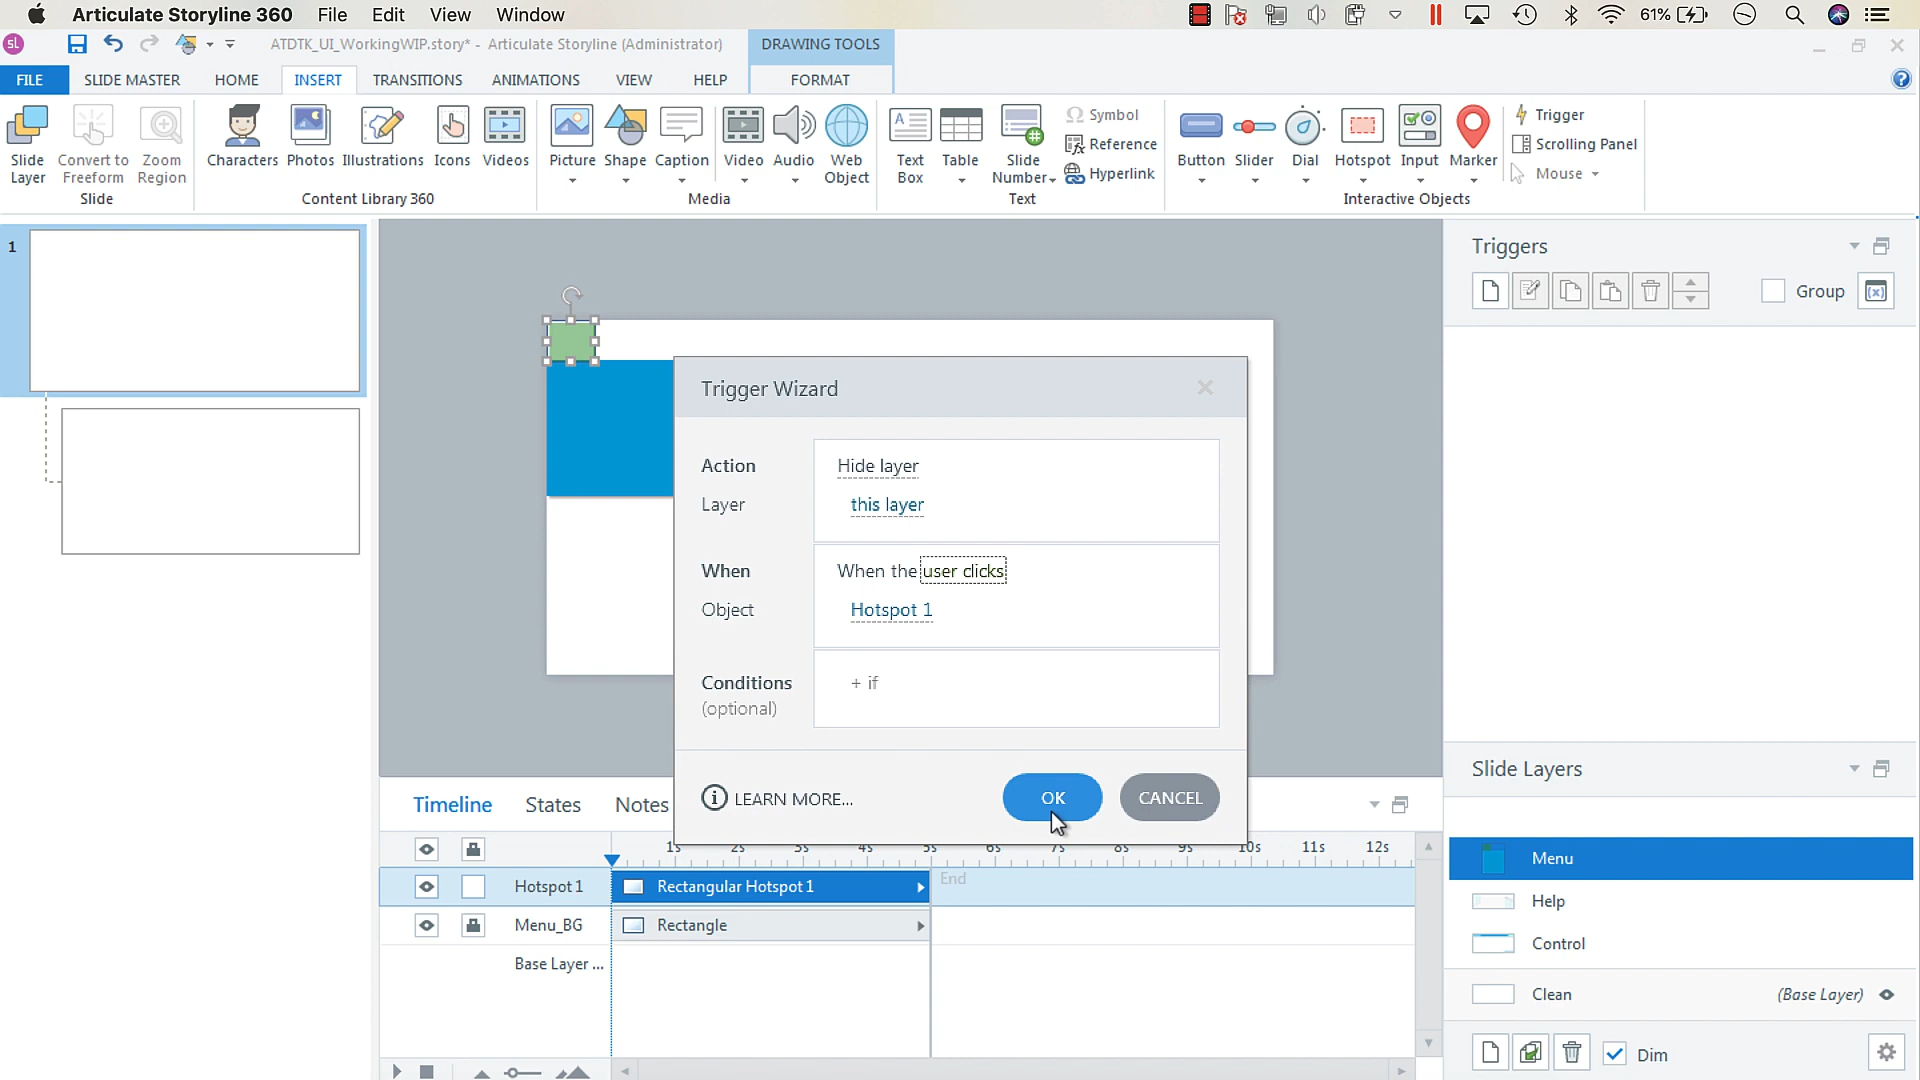 Articulate Storyline 360 File Edit View Window 61%
sl ATDTK_UI_WorkingWIP.story* - Articulate Storyline (Administrator) DRAWING TOOLS
FILE SLIDE MASTER HOME INSERT TRANSITIONS ANIMATIONS VIEW HELP FORMAT
Slide Layer
Convert to Freeform
Zoom Region
Slide
Characters Photos Illustrations Icons Videos
Content Library 360
Picture Shape Caption Video Audio Web Object
Media
Text Box
Table
Slide Number
Symbol
Reference
Hyperlink
Text
Button Slider Dial Hotspot Input Marker
Trigger
Scrolling Panel
Mouse
Interactive Objects
1
Triggers
Group
Trigger Wizard
Action Hide layer
Layer this layer
When When the user clicks
Object Hotspot 1
Conditions + if
(optional)
LEARN MORE... OK CANCEL
Timeline States Notes
1s 2s 3s 4s 5s 6s 7s 8s 9s 10s 11s 12s
Hotspot 1 Rectangular Hotspot 1 End
Menu_BG Rectangle
Base Layer ...
Slide Layers
Menu
Help
Control
Clean (Base Layer)
Dim